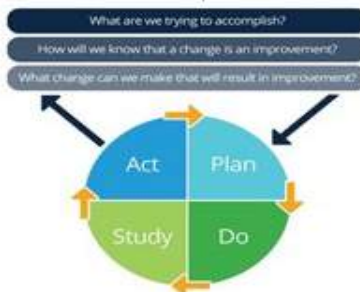 What are we trying to accomplish?
How will we know that a change is an improvement?
What change can we make that will result in improvement?
Act
Plan
Study
Do